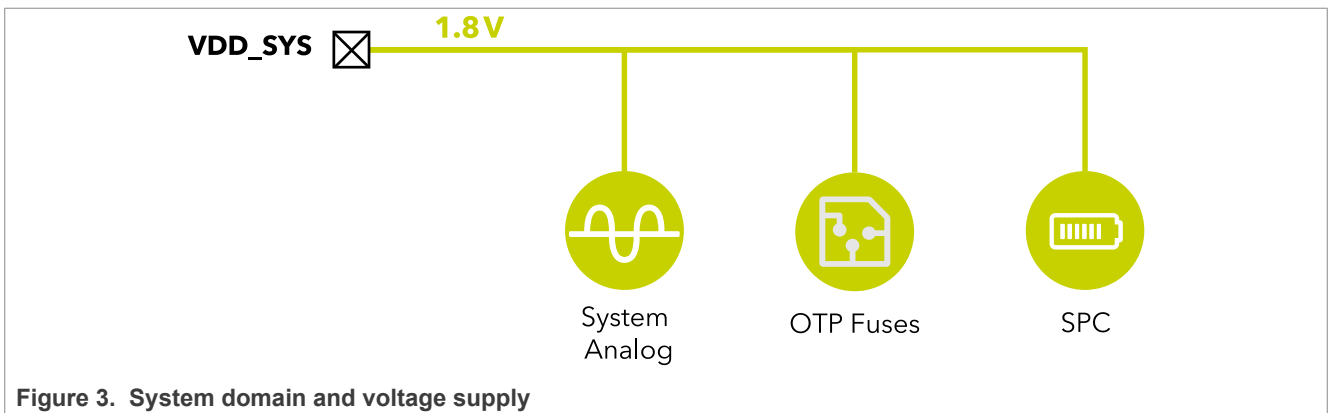 1.8 V
VDD_SYS
System
Analog
OTP Fuses
SPC
Figure 3. System domain and voltage supply